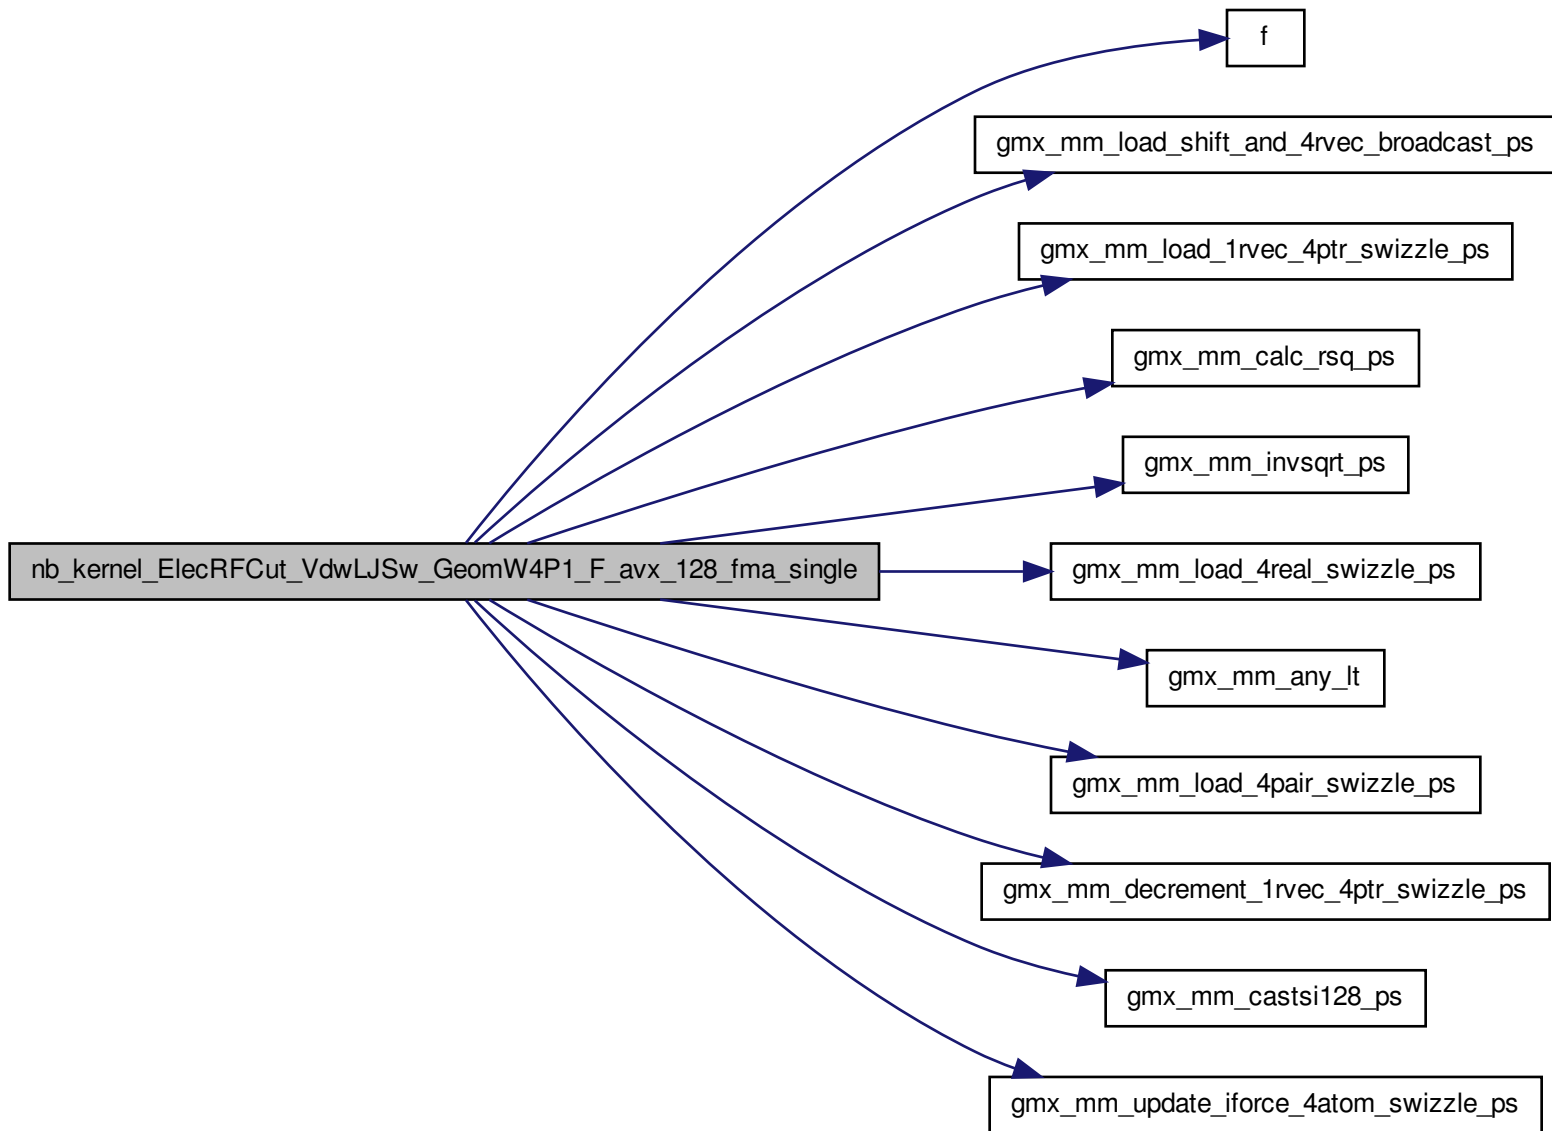 f
gmx_mm_load_shift_and_4rvec_broadcast_ps
gmx_mm_load_1rvec_4ptr_swizzle_ps
gmx_mm_calc_rsq_ps
gmx_mm_invsqrt_ps
nb_kernel_ElecRFCut_VdwLJSw_GeomW4P1_F_avx_128_fma_single
gmx_mm_load_4real_swizzle_ps
gmx_mm_any_lt
gmx_mm_load_4pair_swizzle_ps
gmx_mm_decrement_1rvec_4ptr_swizzle_ps
gmx_mm_castsi128_ps
gmx_mm_update_iforce_4atom_swizzle_ps